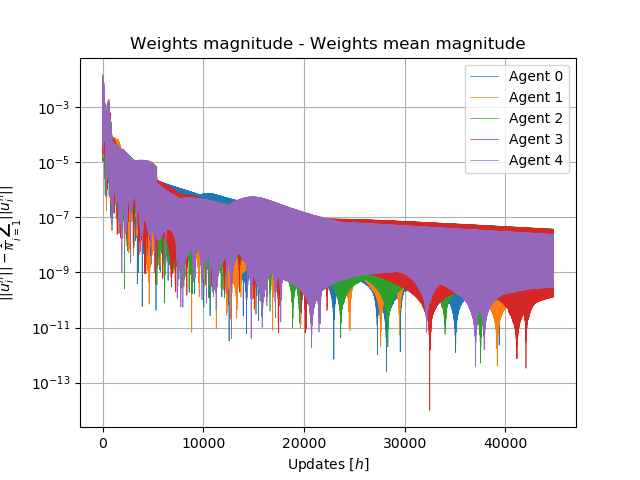 Weights magnitude - Weights mean magnitude
Agent 0
Agent 1
Agent 2
Agent 3
Agent 4
10⁻³
10⁻⁵
10⁻⁷
10⁻⁹
10⁻¹¹
10⁻¹³
0 10000 20000 30000 40000
Updates [h]